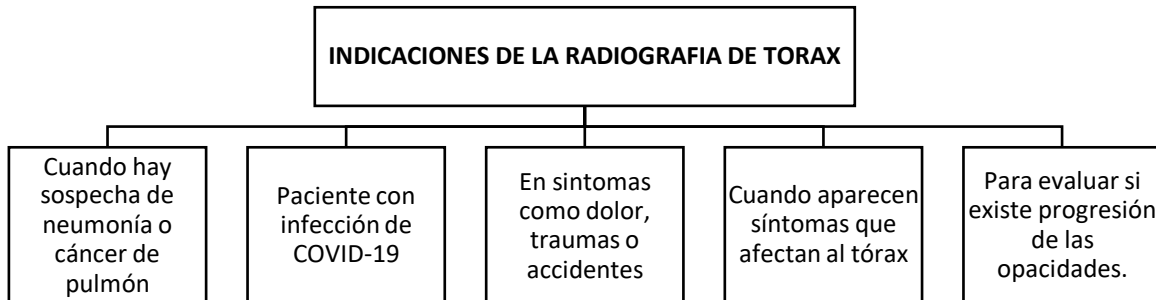 INDICACIONES DE LA RADIOGRAFIA DE TORAX
Cuando hay
sospecha de
neumonía o
cáncer de
pulmón
Paciente con
infección de
COVID-19
En sintomas
como dolor,
traumas o
accidentes
Cuando aparecen
síntomas que
afectan al tórax
Para evaluar si
existe progresión
de las
opacidades.